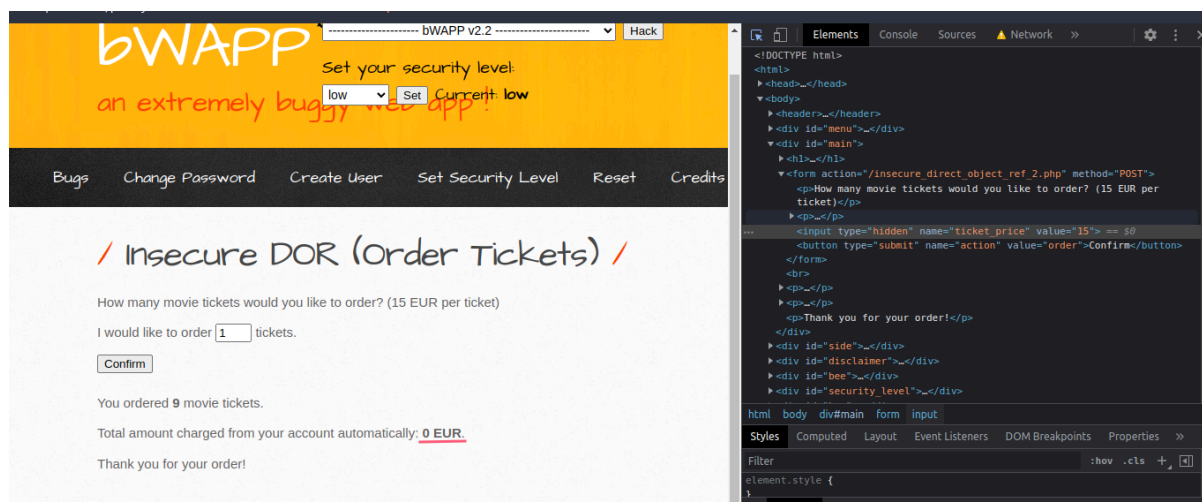 bWAPP
-------------------- bWAPP v2.2 --------------------
Hack
Set your security level:
low
Set
Current: low
an extremely buggy web app !
Bugs Change Password Create User Set Security Level Reset Credits
/ Insecure DOR (Order Tickets) /
How many movie tickets would you like to order? (15 EUR per ticket)
I would like to order 1 tickets.
Confirm
You ordered 9 movie tickets.
Total amount charged from your account automatically: 0 EUR.
Thank you for your order!
Elements Console Sources Network »
<!DOCTYPE html>
<html>
<head>…</head>
<body>
<header>…</header>
<div id="menu">…</div>
<div id="main">
<h1>…</h1>
<form action="/insecure_direct_object_ref_2.php" method="POST">
<p>How many movie tickets would you like to order? (15 EUR per
ticket)</p>
<p>…</p>
<input type="hidden" name="ticket_price" value="15"> == $0
<button type="submit" name="action" value="order">Confirm</button>
</form>
<br>
<p>…</p>
<p>…</p>
<p>Thank you for your order!</p>
</div>
<div id="side">…</div>
<div id="disclaimer">…</div>
<div id="bee">…</div>
<div id="security_level">…</div>
html body div#main form input
Styles Computed Layout Event Listeners DOM Breakpoints Properties »
Filter :hov .cls +
element.style {
}